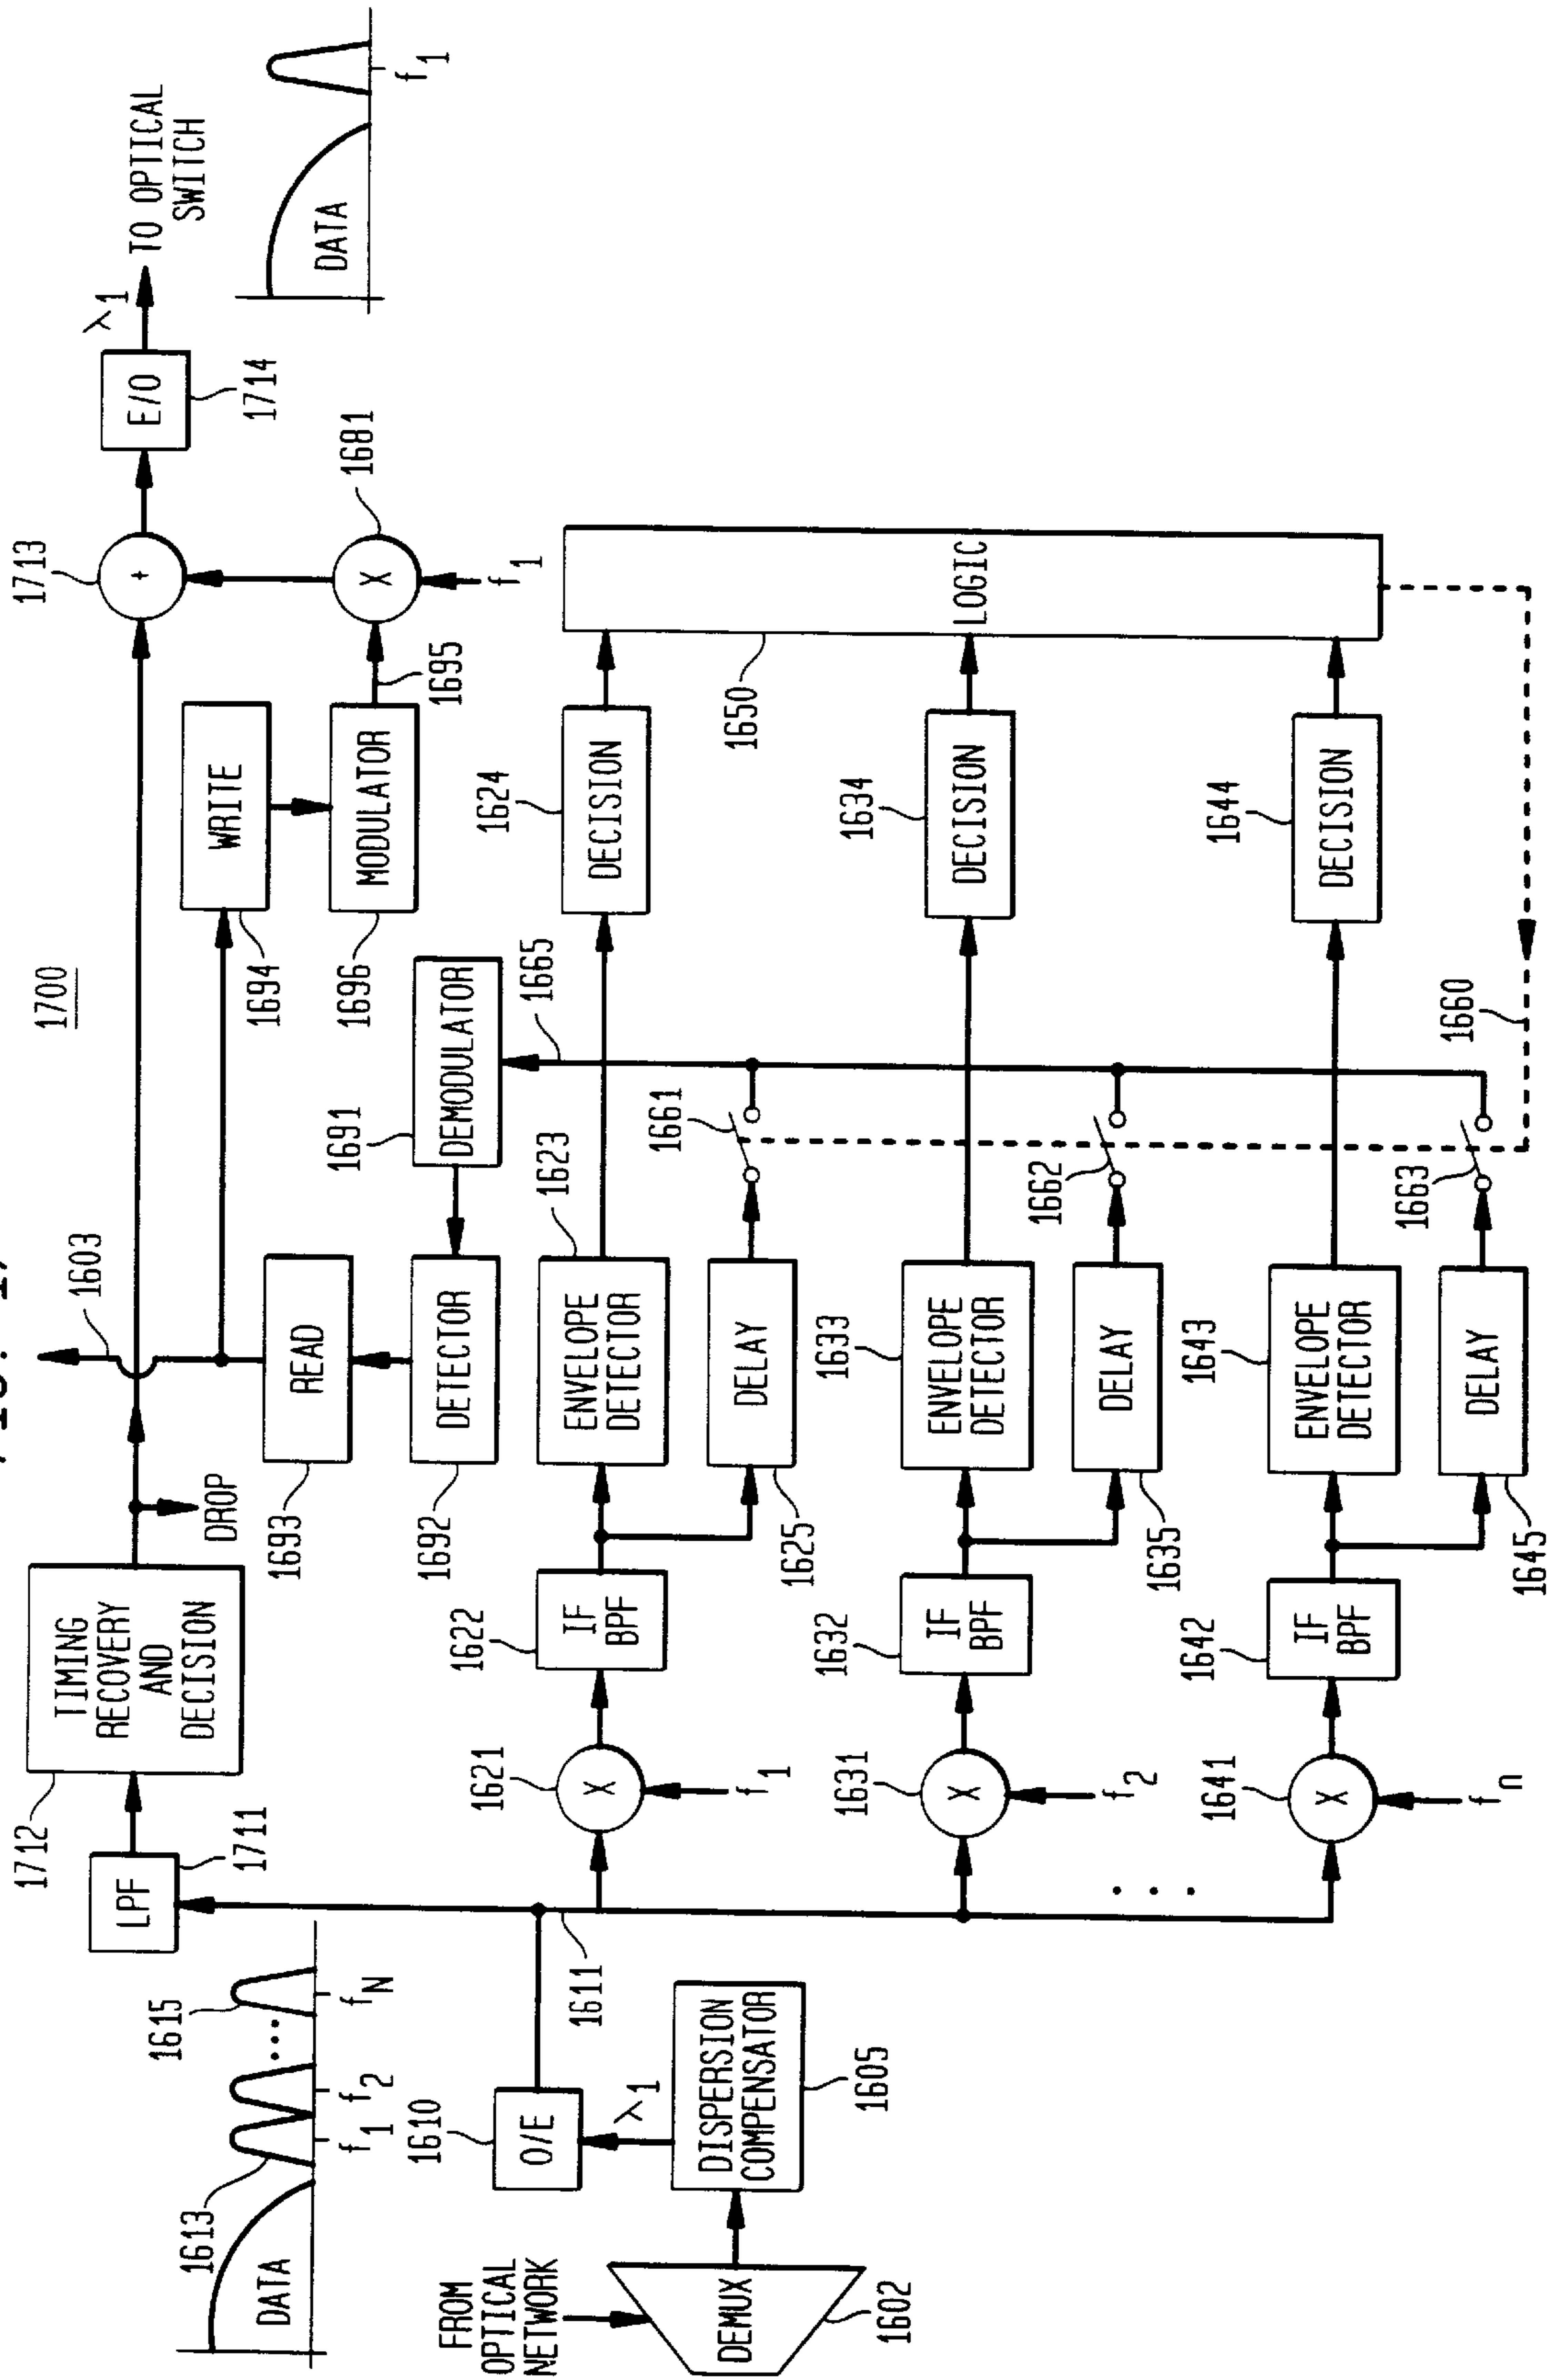 1700
DATA
1613
1615
f1
f2
f N
FROM
OPTICAL
NETWORK
DEMUX
1602
DISPERSION
COMPENSATOR
1605
λ1
O/E
1610
1611
LPF
1711
TIMING
RECOVERY
AND
DECISION
1712
DROP
1603
1713
+
E/O
1714
λ1
TO OPTICAL
SWITCH
DATA
f1
READ
1693
DETECTOR
1692
DEMODULATOR
1691
1665
WRITE
1694
MODULATOR
1696
1695
X
1681
f1
X
1621
f1
IF
BPF
1622
ENVELOPE
DETECTOR
1623
DELAY
1625
1661
DECISION
1624
LOGIC
1650
X
1631
f2
IF
BPF
1632
ENVELOPE
DETECTOR
1633
DELAY
1635
1662
DECISION
1634
X
1641
f n
IF
BPF
1642
ENVELOPE
DETECTOR
1643
DELAY
1645
1663
DECISION
1644
1660